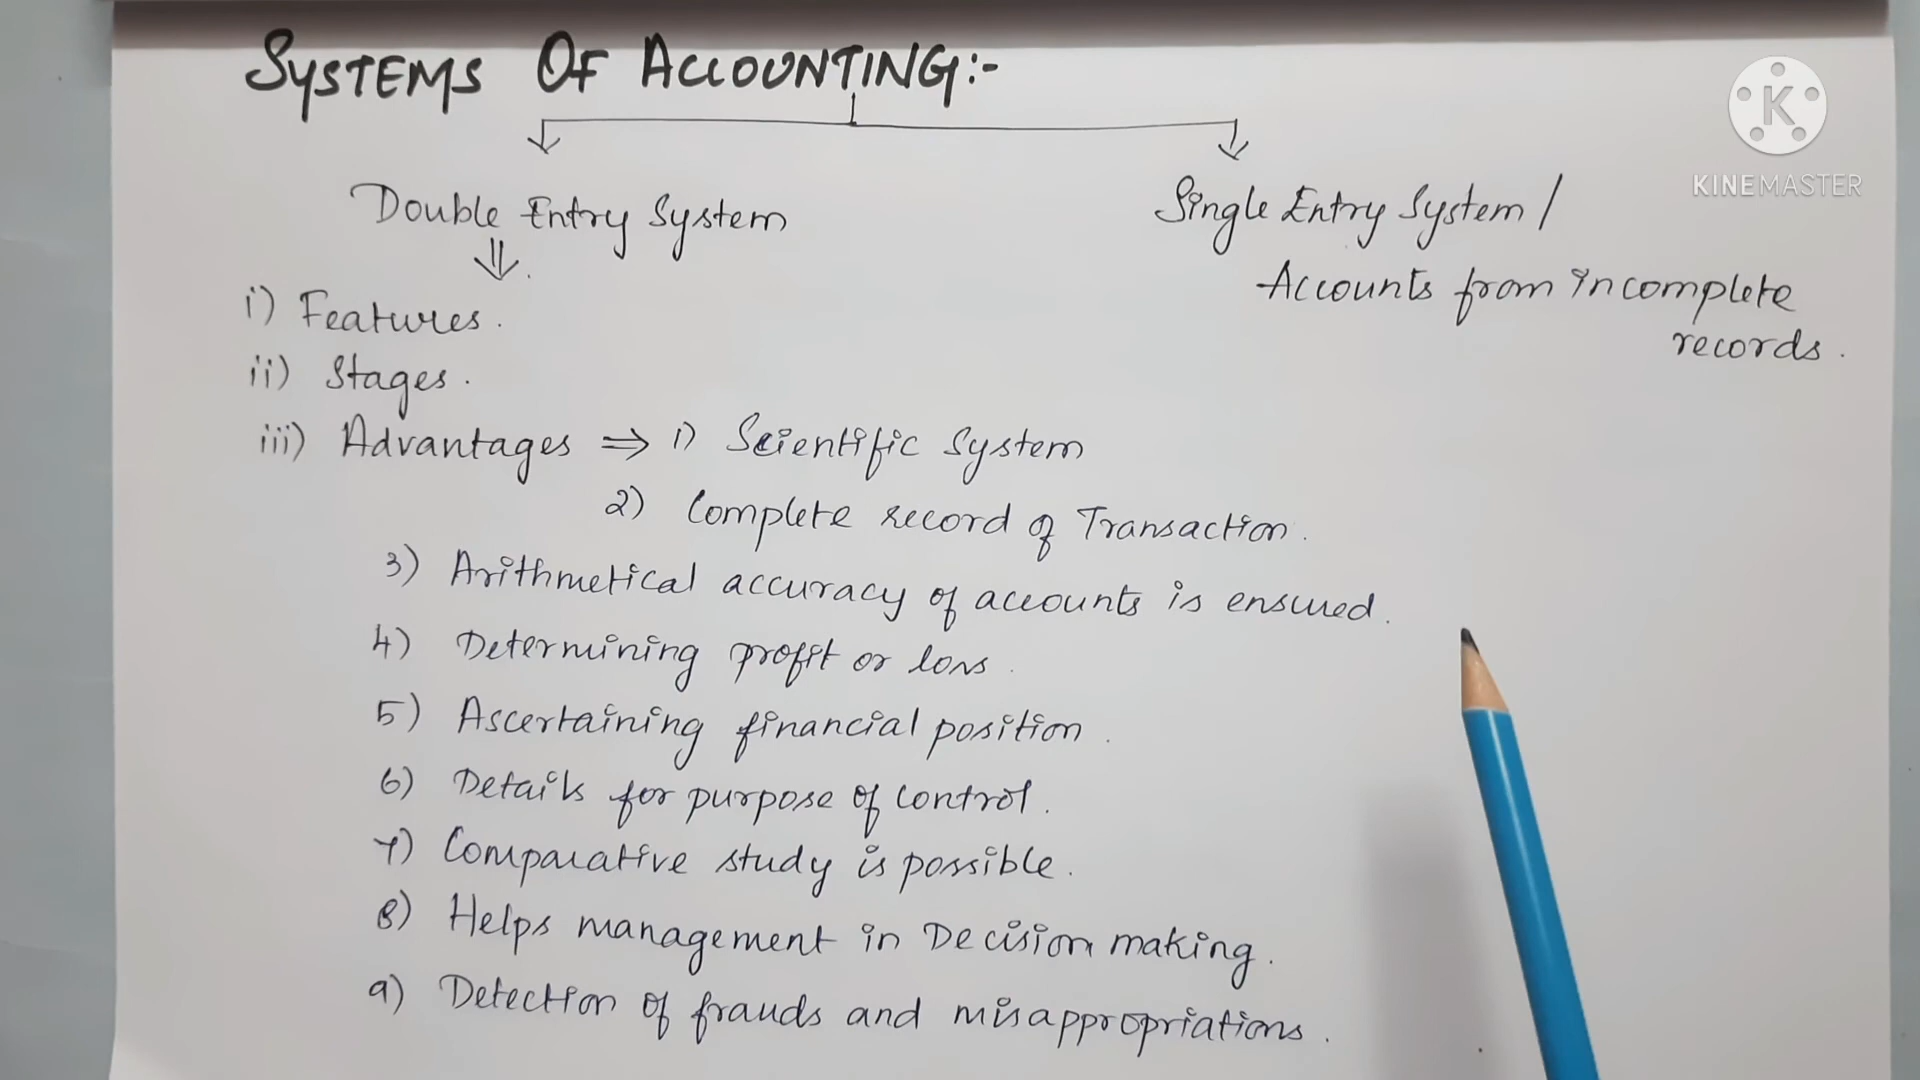 SYSTEMS OF ACCOUNTING:-
K
KINEMASTER
Double Entry System
Single Entry System /
Accounts from incomplete
records.
i) Features.
ii) Stages.
iii) Advantages ⇒ 1) Scientific System
2) Complete record of Transaction.
3) Arithmetical accuracy of accounts is ensured.
4) Determining profit or loss.
5) Ascertaining financial position.
6) Details for purpose of control.
7) Comparative study is possible.
8) Helps management in Decision making.
9) Detection of frauds and misappropriations.